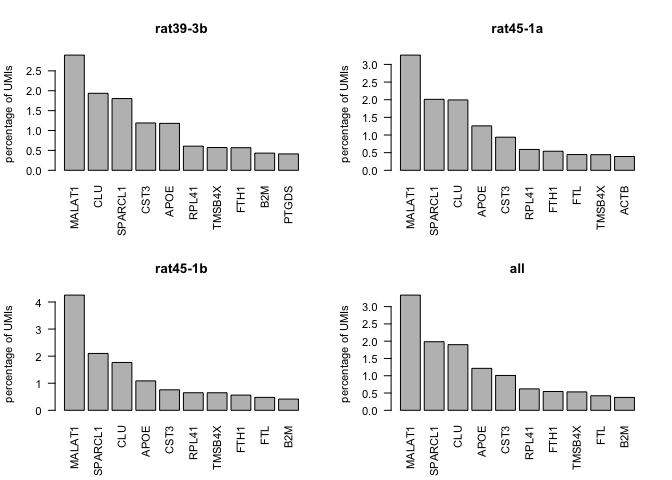 rat39-3b
percentage of UMIs
2.5
2.0
1.5
1.0
0.5
0.0
MALAT1
CLU
SPARCL1
CST3
APOE
RPL41
TMSB4X
FTH1
B2M
PTGDS
rat45-1a
percentage of UMIs
3.0
2.5
2.0
1.5
1.0
0.5
0.0
MALAT1
SPARCL1
CLU
APOE
CST3
RPL41
FTH1
FTL
TMSB4X
ACTB
rat45-1b
percentage of UMIs
4
3
2
1
0
MALAT1
SPARCL1
CLU
APOE
CST3
RPL41
TMSB4X
FTH1
FTL
B2M
all
percentage of UMIs
3.0
2.5
2.0
1.5
1.0
0.5
0.0
MALAT1
SPARCL1
CLU
APOE
CST3
RPL41
FTH1
TMSB4X
FTL
B2M